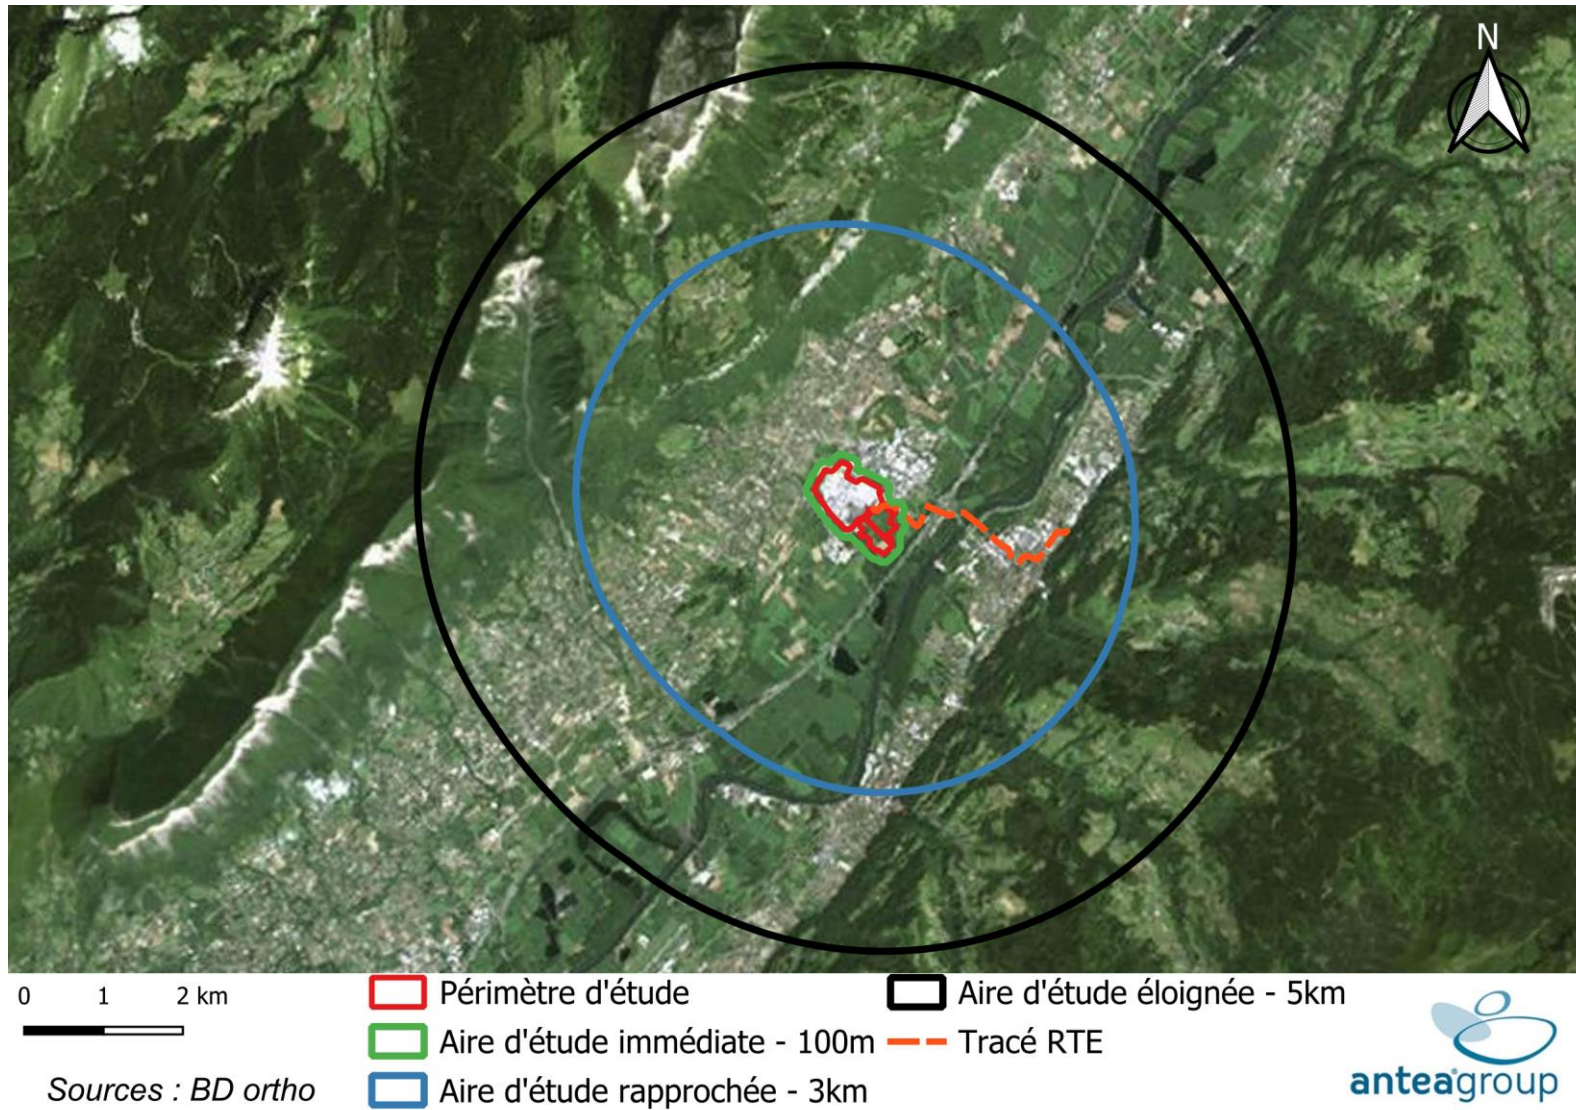 N
0 1 2 km
Sources : BD ortho
Périmètre d'étude
Aire d'étude immédiate - 100m
Aire d'étude rapprochée - 3km
Aire d'étude éloignée - 5km
Tracé RTE
anteagroup